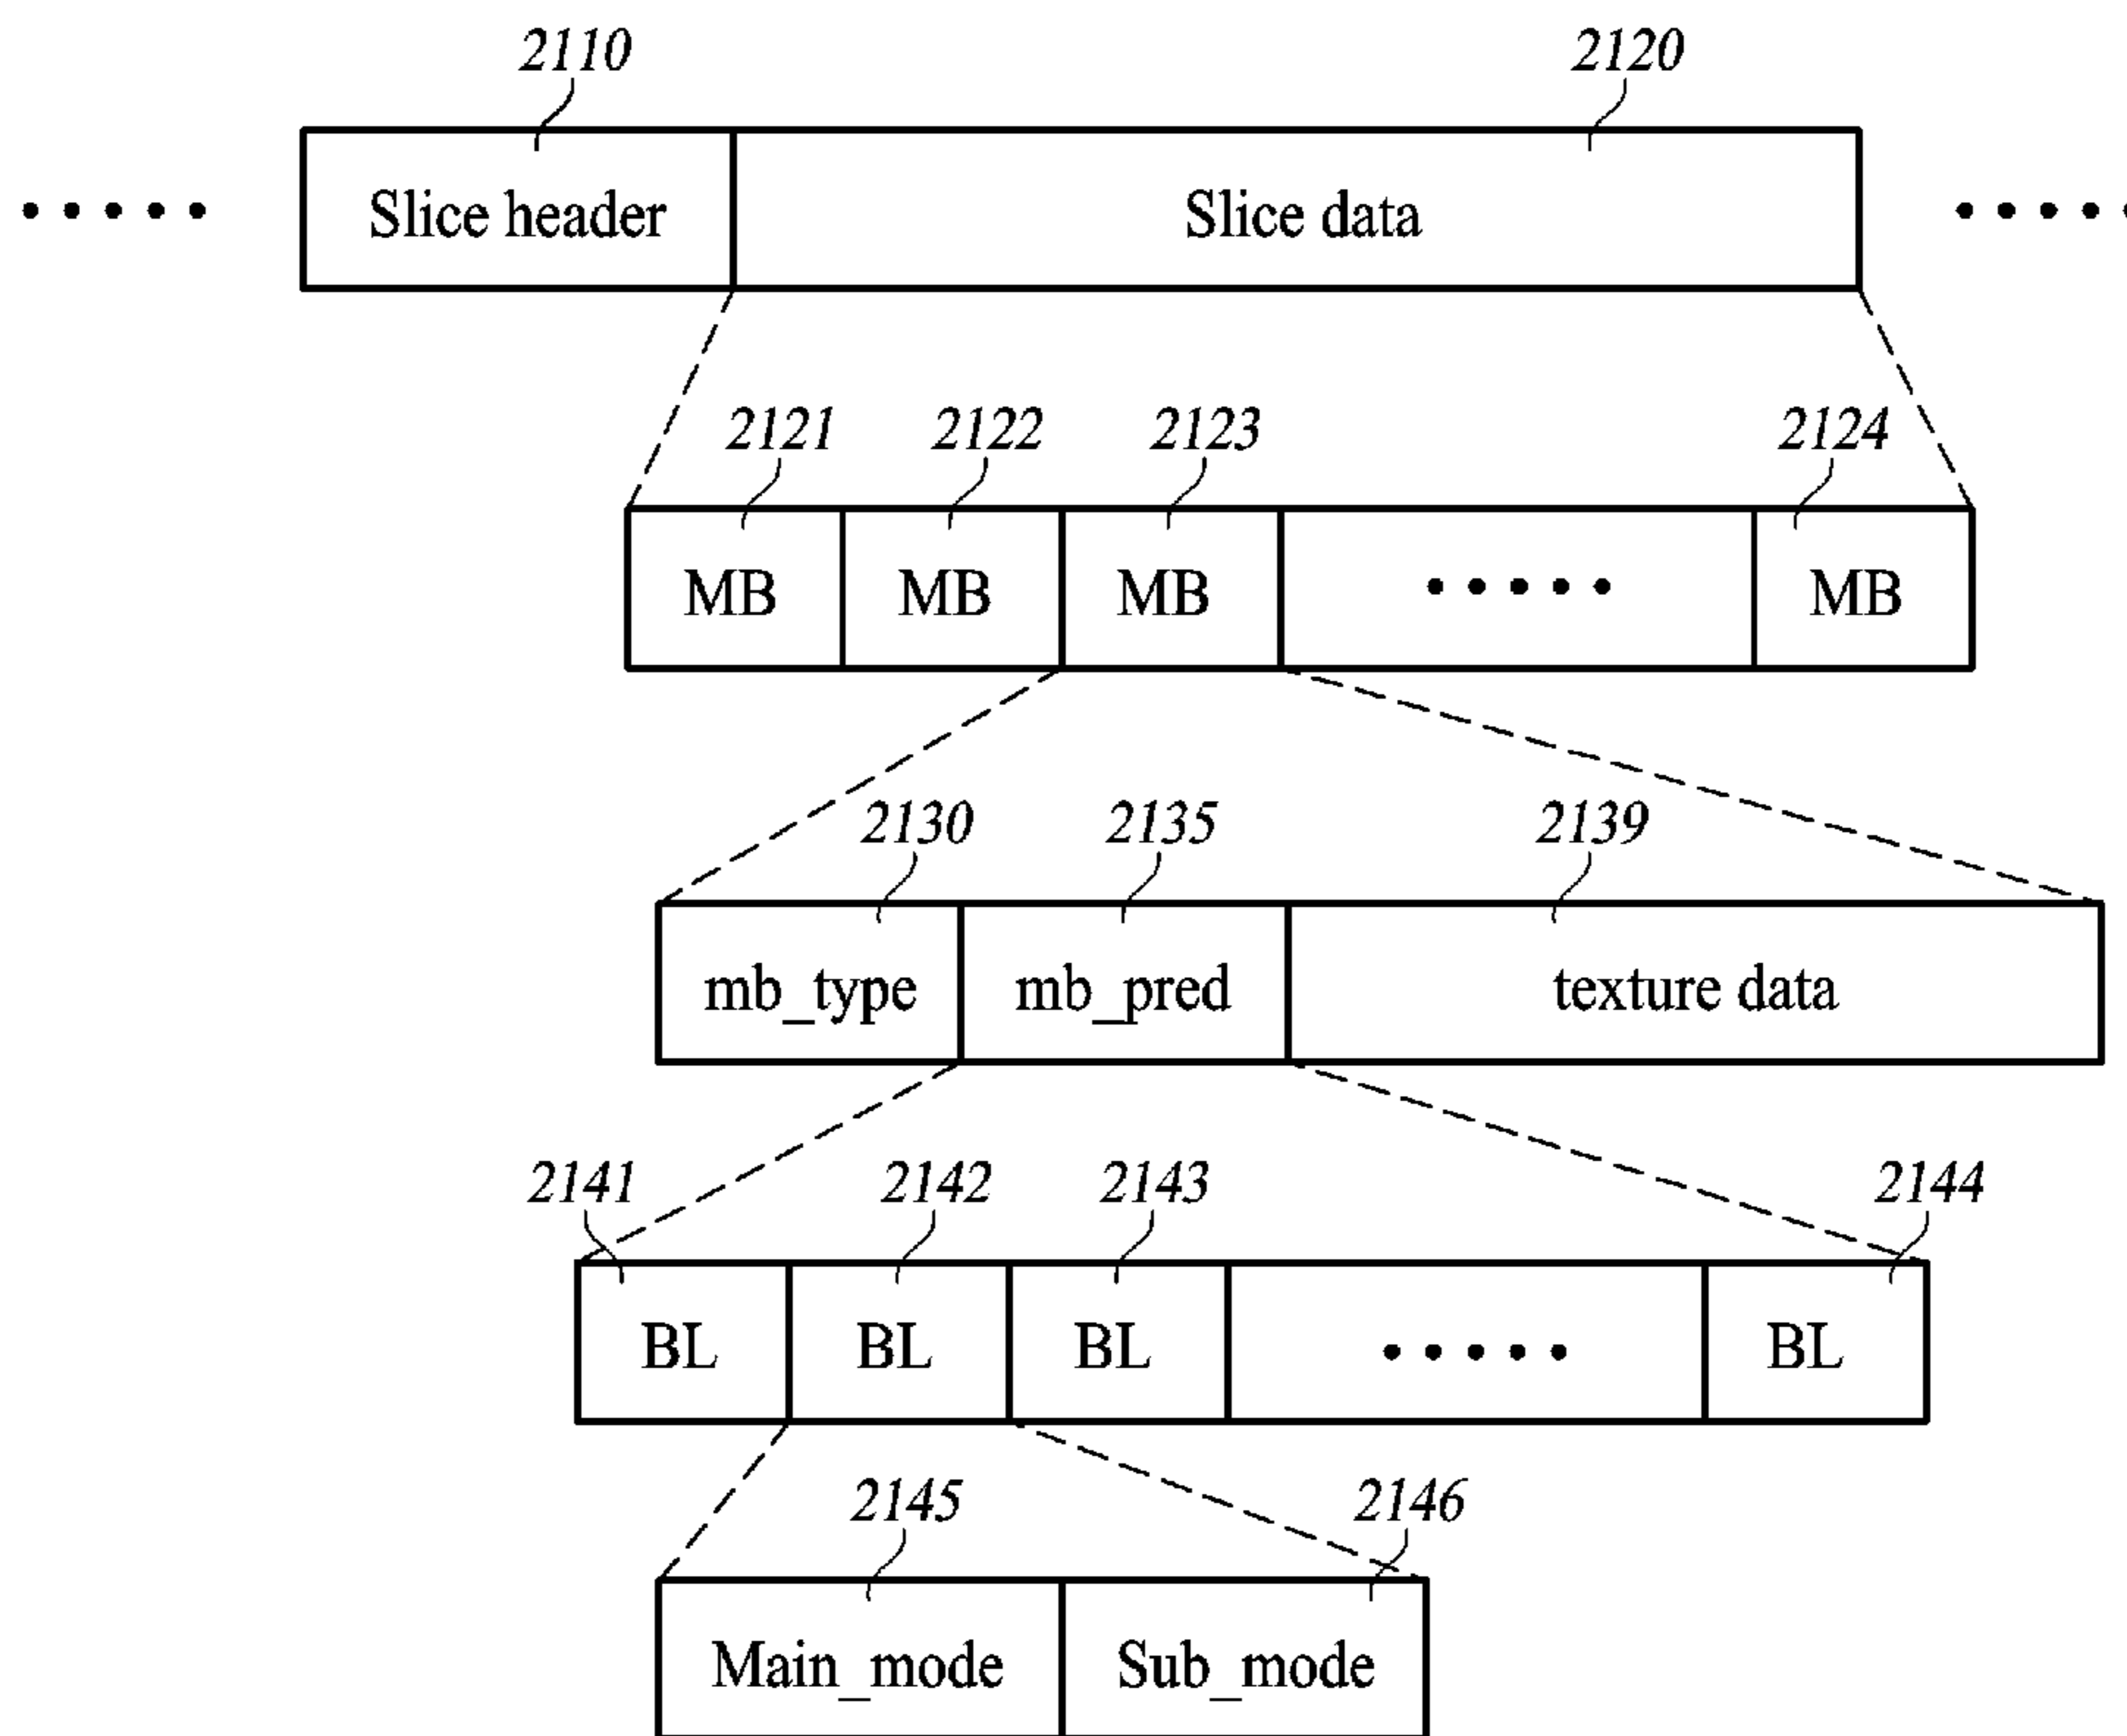 2110 2120
Slice header Slice data
2121 2122 2123 2124
MB MB MB MB
2130 2135 2139
mb_type mb_pred texture data
2141 2142 2143 2144
BL BL BL BL
2145 2146
Main_mode Sub_mode